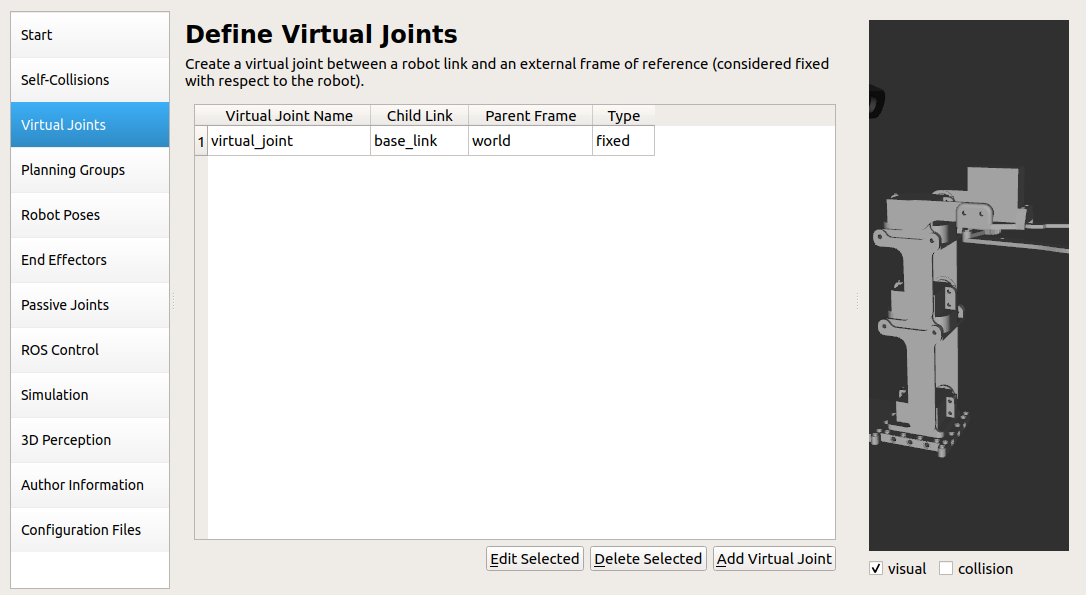 Start
Self-Collisions
Virtual Joints
Planning Groups
Robot Poses
End Effectors
Passive Joints
ROS Control
Simulation
3D Perception
Author Information
Configuration Files
Define Virtual Joints
Create a virtual joint between a robot link and an external frame of reference (considered fixed
with respect to the robot).
Virtual Joint Name Child Link Parent Frame Type
1 virtual_joint base_link world fixed
Edit Selected Delete Selected Add Virtual Joint
visual collision